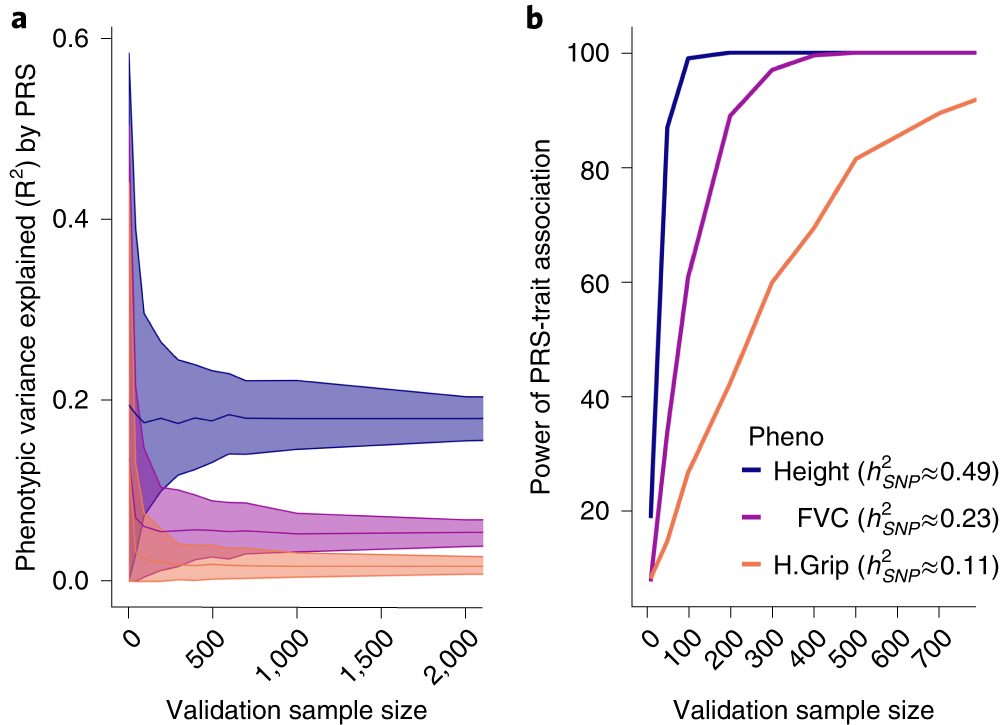 a
Phenotypic variance explained (R²) by PRS
0.6
0.4
0.2
0.0
0
500
1,000
1,500
2,000
Validation sample size
b
Power of PRS-trait association
100
80
60
40
20
Pheno
Height (h²SNP≈0.49)
FVC (h²SNP≈0.23)
H.Grip (h²SNP≈0.11)
0
100
200
300
400
500
600
700
Validation sample size